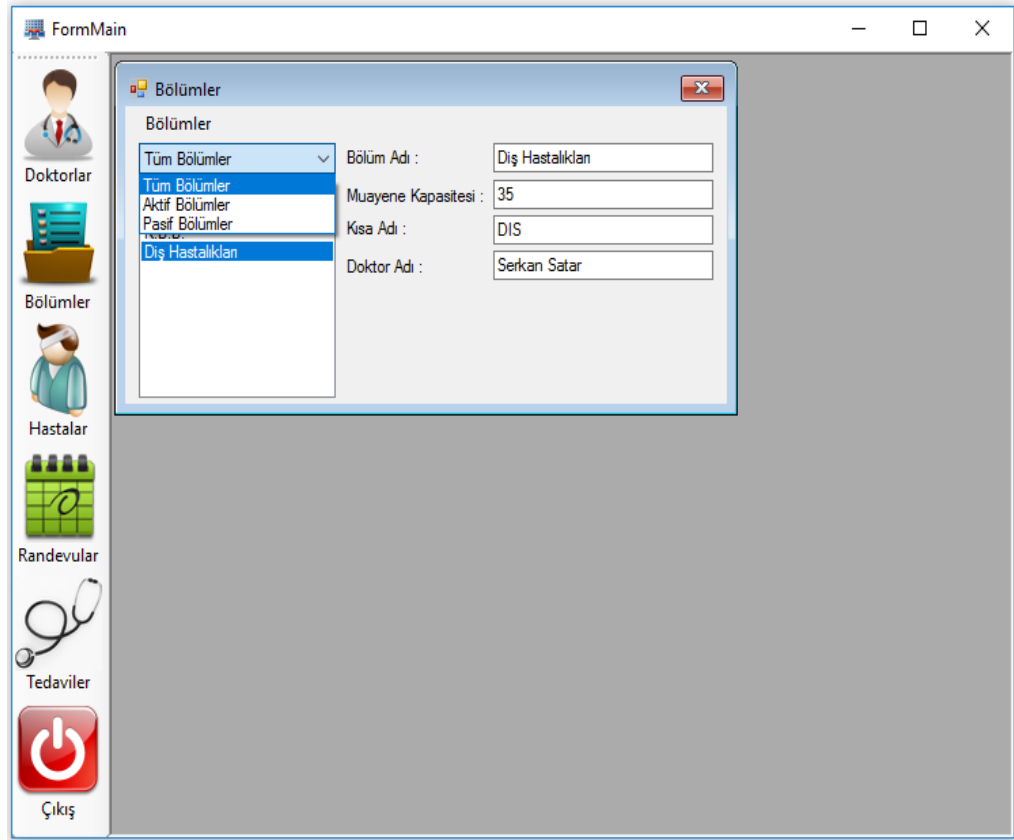 FormMain
Doktorlar
Bölümler
Hastalar
Randevular
Tedaviler
Çıkış
Bölümler
Bölümler
Tüm Bölümler
Tüm Bölümler
Aktif Bölümler
Pasif Bölümler
Diş Hastalıkları
Bölüm Adı : Diş Hastalıkları
Muayene Kapasitesi : 35
Kısa Adı : DIS
Doktor Adı : Serkan Satar